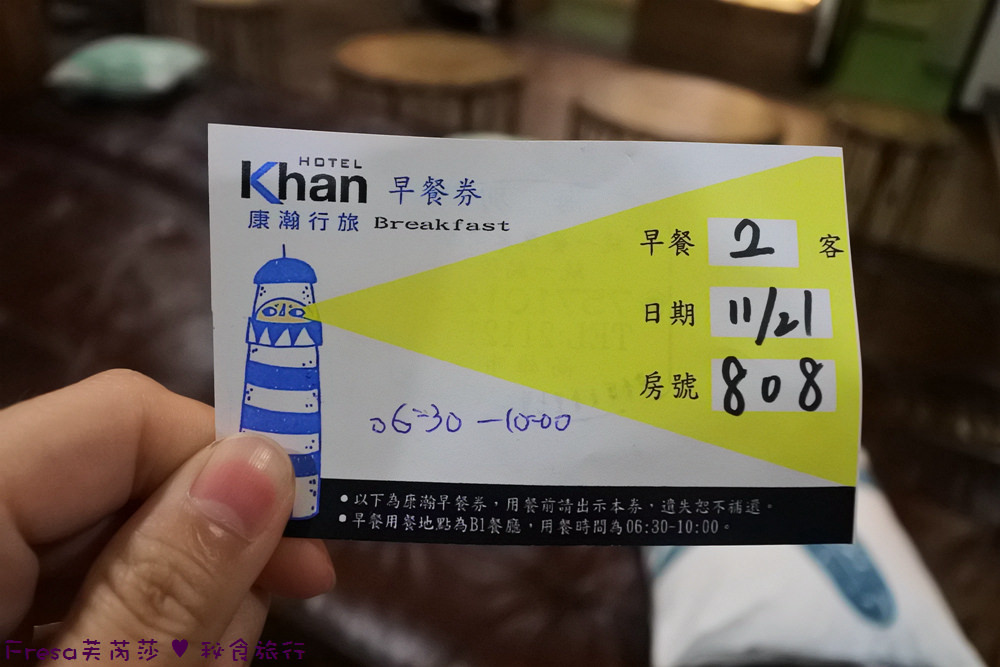 HOTEL
Khan 早餐券
康瀚行旅 Breakfast
早餐 2 客
日期 11/21
房號 808
06:30 -10:00
●以下為康瀚早餐券，用餐前請出示本券，遺失恕不補還。
●早餐用餐地點為B1餐廳，用餐時間為06:30-10:00。
Fresa芙芮莎 ♥ 秘食旅行